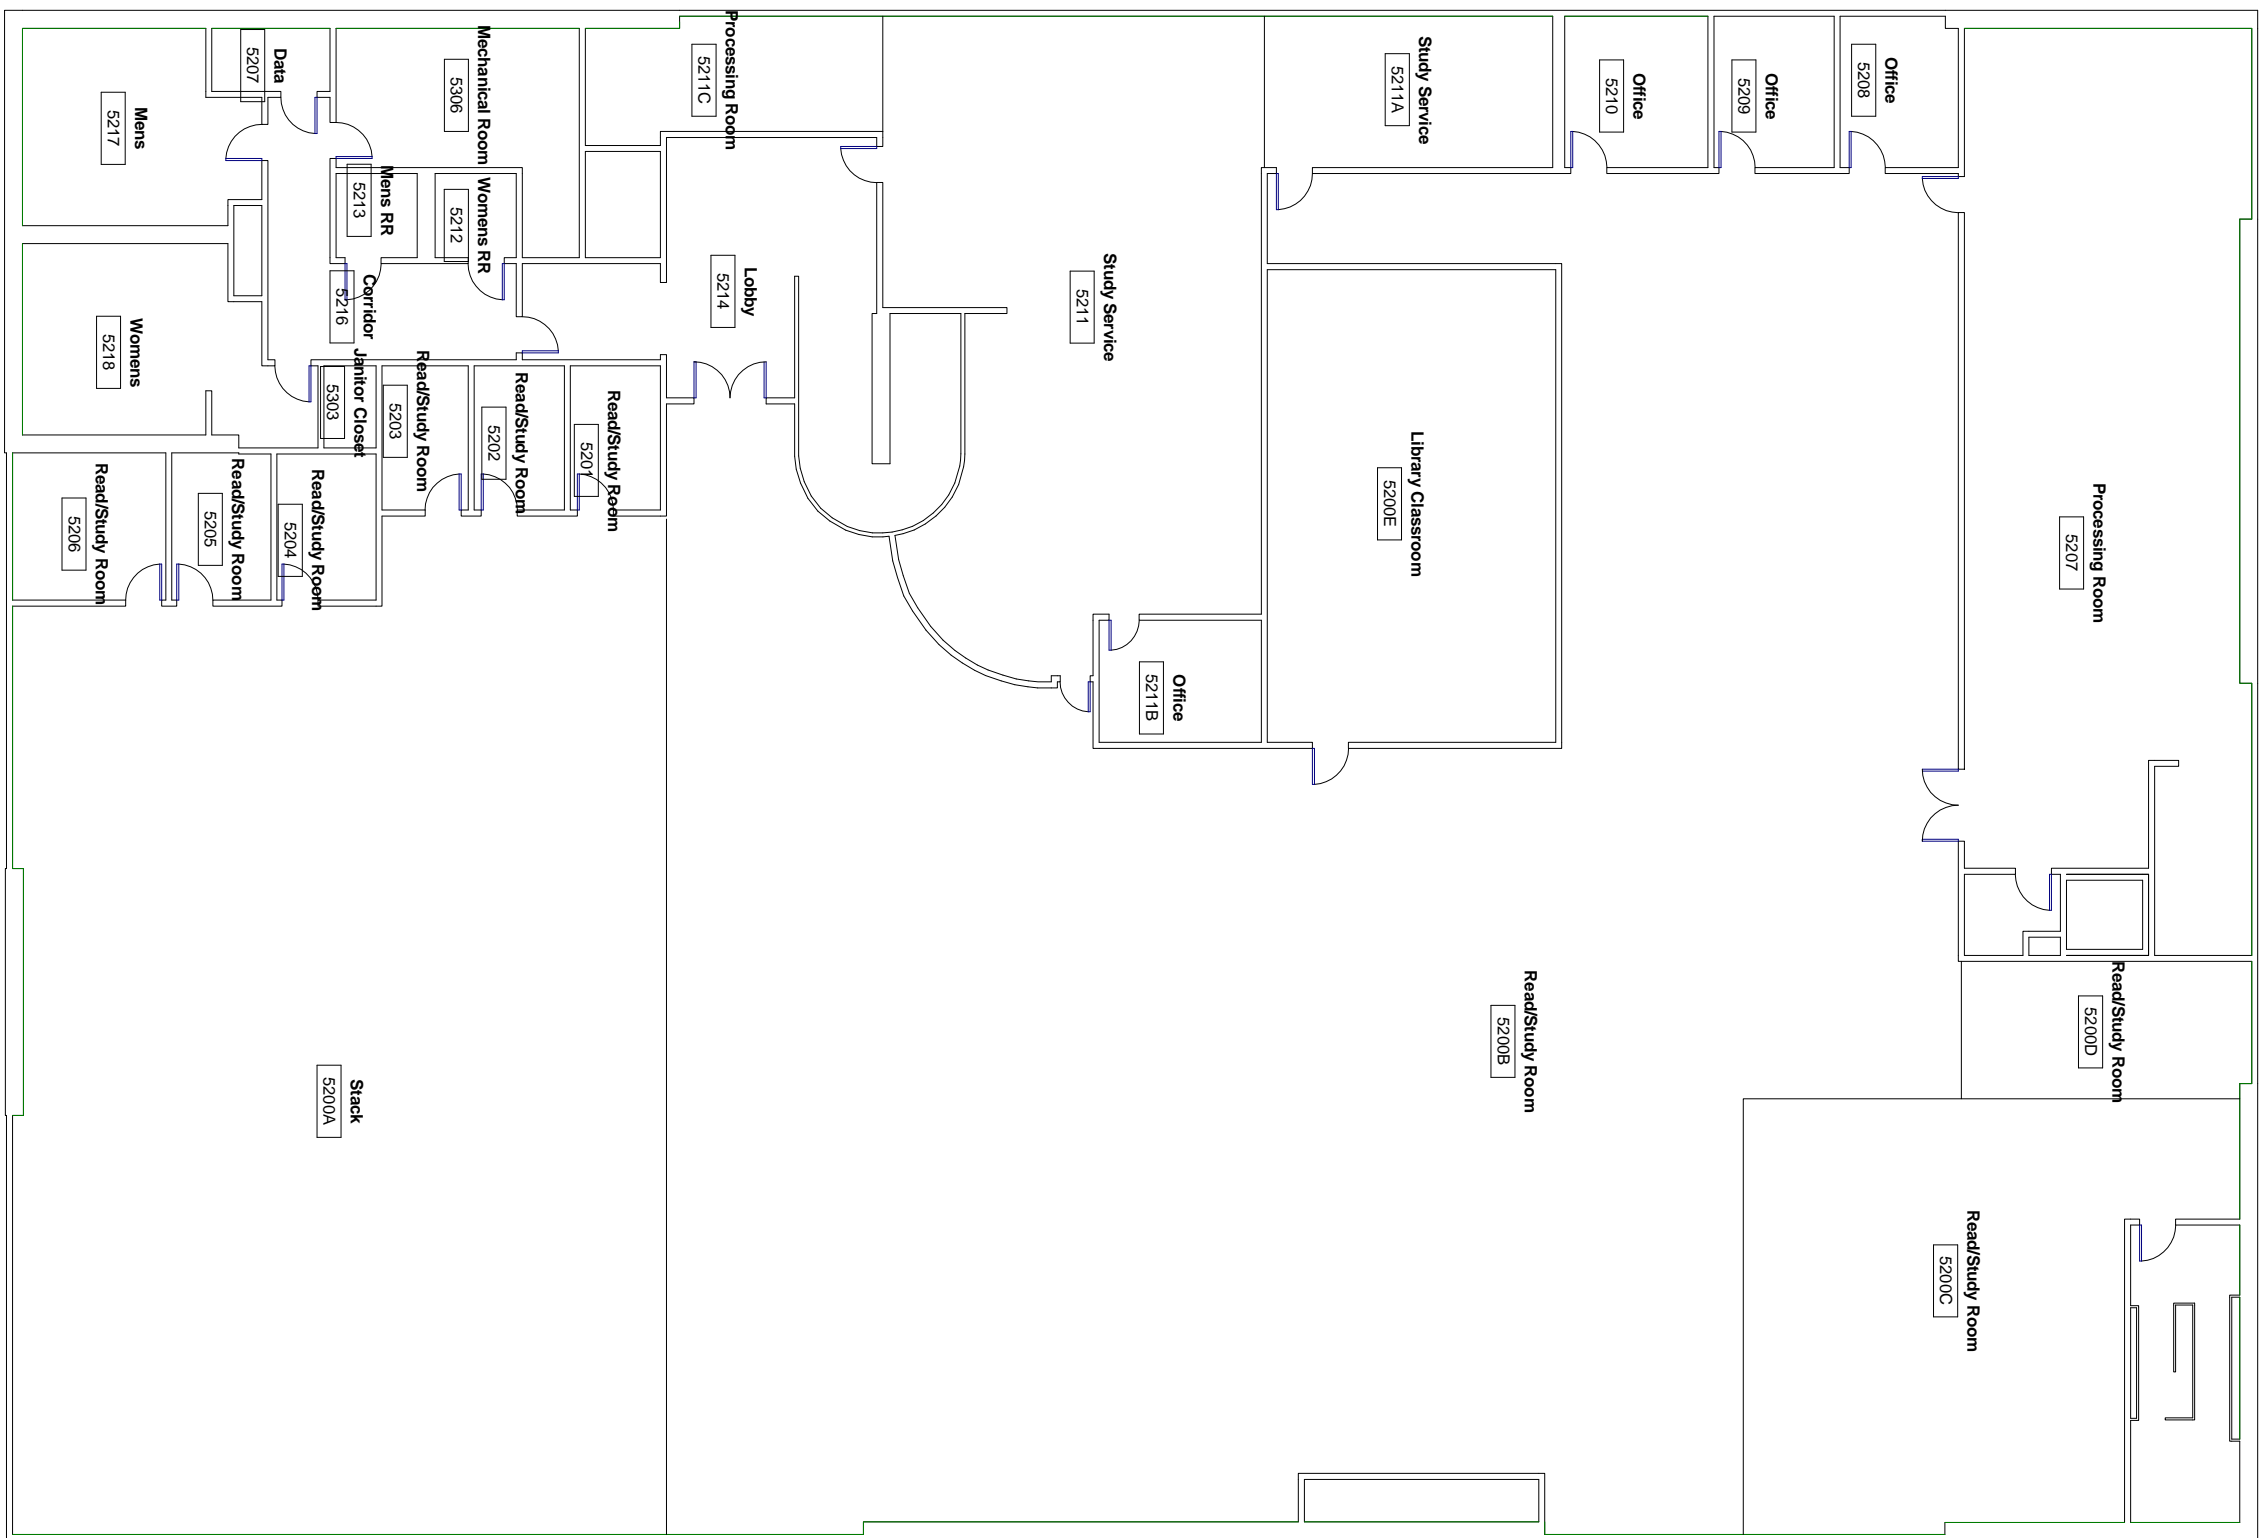 Data
5207
Mechanical Room
5306
Processing Room
5211C
Study Service
5211A
Office
5210
Office
5209
Office
5208
Mens
5217
Mens RR
5213
Womens RR
5212
Lobby
5214
Study Service
5211
Corridor
5216
Womens
5218
Janitor Closet
5303
Read/Study Room
5203
Read/Study Room
5202
Read/Study Room
5201
Library Classroom
5200E
Processing Room
5207
Read/Study Room
5206
Read/Study Room
5205
Read/Study Room
5204
Office
5211B
Read/Study Room
5200B
Read/Study Room
5200D
Stack
5200A
Read/Study Room
5200C